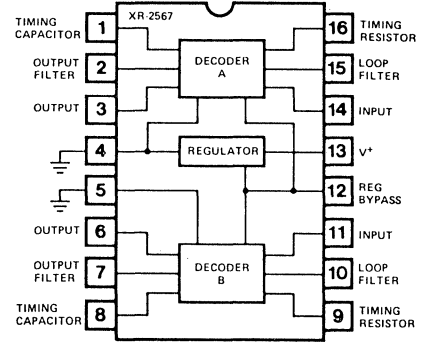 XR-2567
TIMING
CAPACITOR
1
16
TIMING
RESISTOR
OUTPUT
FILTER
2
DECODER
A
15
LOOP
FILTER
OUTPUT
3
14
INPUT
4
REGULATOR
13
V+
5
12
REG
BYPASS
OUTPUT
6
11
INPUT
OUTPUT
FILTER
7
DECODER
B
10
LOOP
FILTER
TIMING
CAPACITOR
8
9
TIMING
RESISTOR